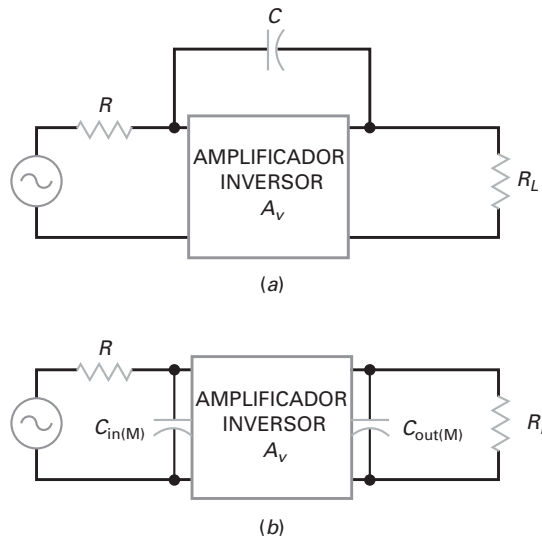 C
R
AMPLIFICADOR
INVERSOR
A_v
R_L
(a)
R
AMPLIFICADOR
INVERSOR
A_v
C_in(M)
C_out(M)
R
(b)